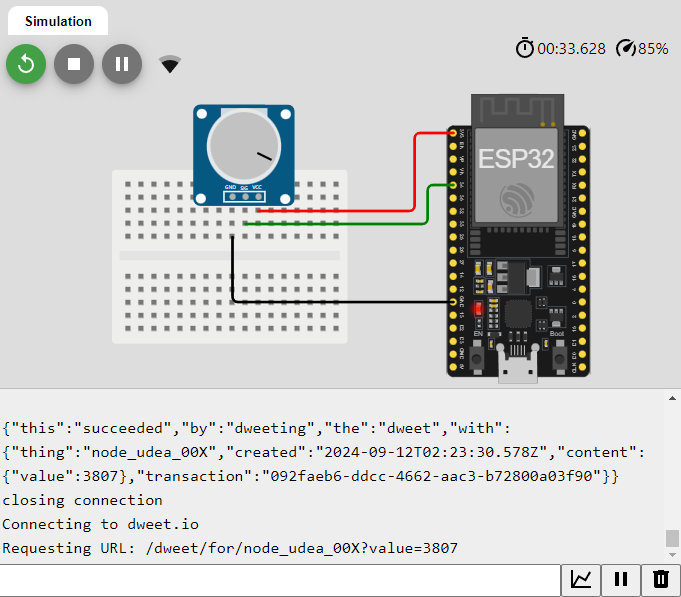 Simulation
00:33.628 85%
ESP32
GND SIG VCC
EN
Boot
{"this":"succeeded","by":"dweeting","the":"dweet","with":
{"thing":"node_udea_00X","created":"2024-09-12T02:23:30.578Z","content":
{"value":3807},"transaction":"092faeb6-ddcc-4662-aac3-b72800a03f90"}}
closing connection
Connecting to dweet.io
Requesting URL: /dweet/for/node_udea_00X?value=3807